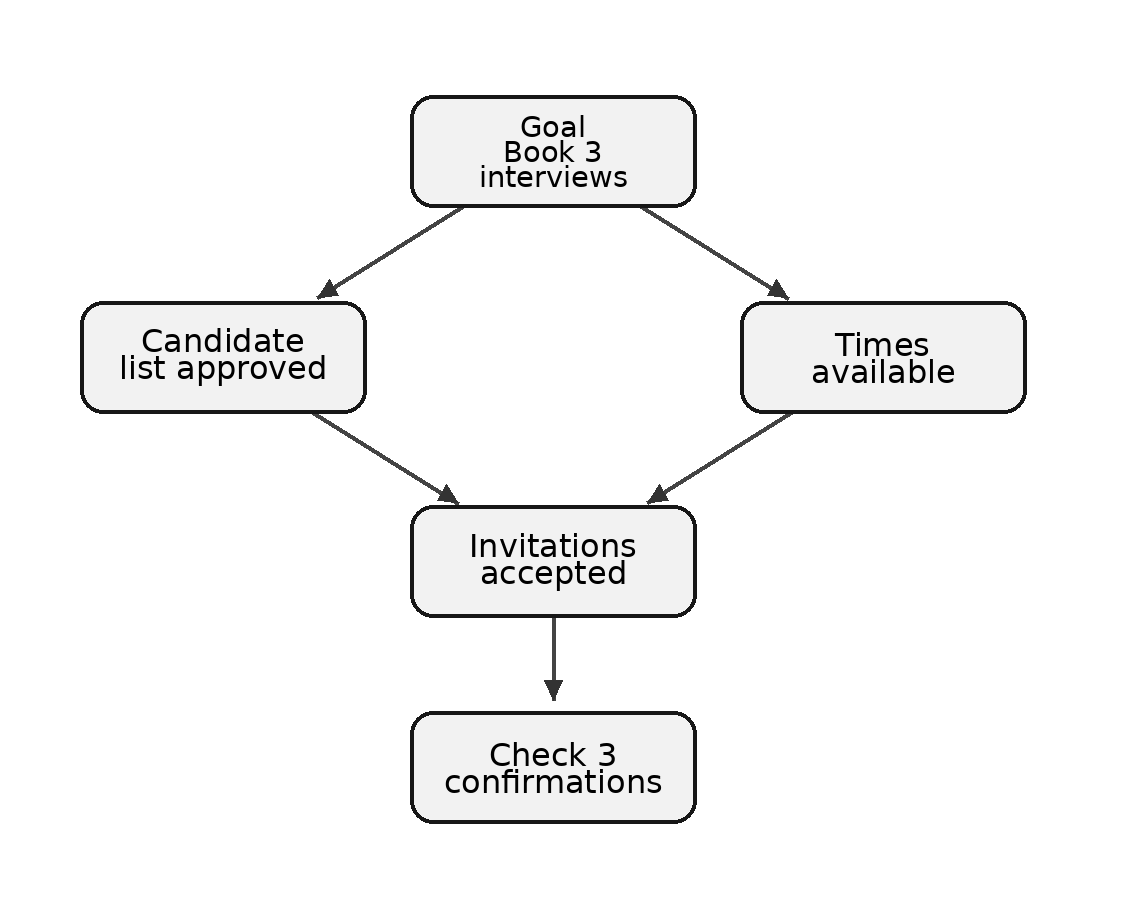 Goal
Book 3
interviews
Candidate
list approved
Times
available
Invitations
accepted
Check 3
confirmations